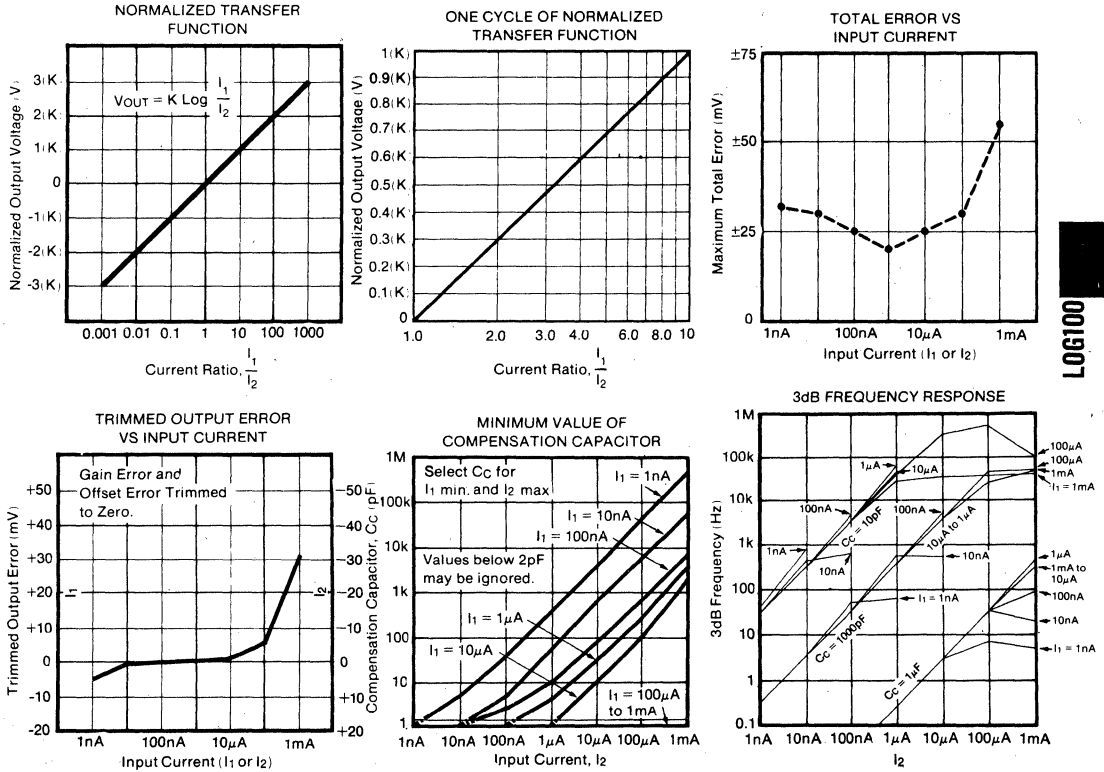 NORMALIZED TRANSFER
FUNCTION
Normalized Output Voltage (V)
3(K)
2(K)
1(K)
0
-1(K)
-2(K)
-3(K)
VOUT = K Log I1/I2
0.001 0.01 0.1 1 10 100 1000
Current Ratio, I1/I2
ONE CYCLE OF NORMALIZED
TRANSFER FUNCTION
Normalized Output Voltage (V)
1(K)
0.9(K)
0.8(K)
0.7(K)
0.6(K)
0.5(K)
0.4(K)
0.3(K)
0.2(K)
0.1(K)
0
1.0 2.0 3.0 4.0 6.0 8.0 10
Current Ratio, I1/I2
TOTAL ERROR VS
INPUT CURRENT
Maximum Total Error (mV)
±75
±50
±25
0
1nA 100nA 10μA 1mA
Input Current (I1 or I2)
LOG100
TRIMMED OUTPUT ERROR
VS INPUT CURRENT
Trimmed Output Error (mV)
Gain Error and
Offset Error Trimmed
to Zero.
+50
+40
+30
+20
+10
0
-10
-20
I1
I2
-50
-40
-30
-20
-10
0
+10
+20
1nA 100nA 10μA 1mA
Input Current (I1 or I2)
MINIMUM VALUE OF
COMPENSATION CAPACITOR
Compensation Capacitor, CC (pF)
1M
100k
10k
1k
100
10
1
Select CC for
I1 min. and I2 max
I1 = 1nA
I1 = 10nA
I1 = 100nA
Values below 2pF
may be ignored.
I1 = 1μA
I1 = 10μA
I1 = 100μA
to 1mA
1nA 10nA 100nA 1μA 10μA 100μA 1mA
Input Current, I2
3dB FREQUENCY RESPONSE
3dB Frequency (Hz)
1M
100k
10k
1k
100
10
1
0.1
1μA
10μA
100nA
100nA
1nA
10nA
CC = 10pF
10μA to 1μA
10nA
I1 = 1nA
CC = 1000pF
CC = 1μF
100μA
100μA
1mA
I1 = 1mA
1μA
1mA to
10μA
100nA
10nA
I1 = 1nA
1nA 10nA 100nA 1μA 10μA 100μA 1mA
I2